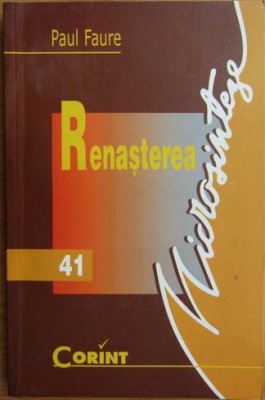 Paul Faure
Renașterea
Microsinteze
41
CORINT